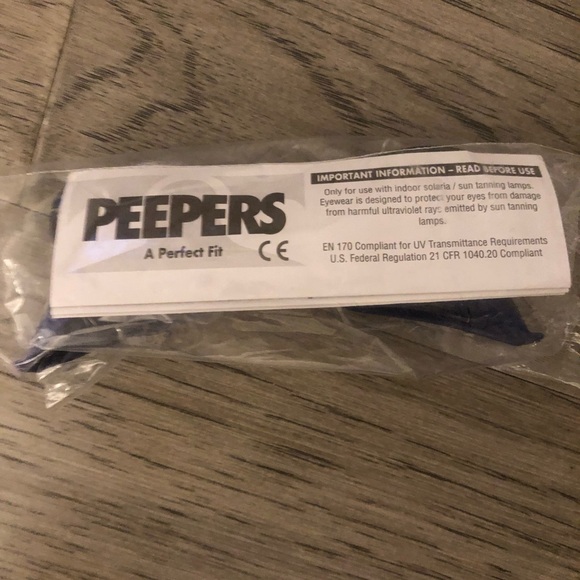 PEEPERS
A Perfect Fit
CE
IMPORTANT INFORMATION – READ BEFORE USE
Only for use with indoor solaria / sun tanning lamps.
Eyewear is designed to protect your eyes from damage
from harmful ultraviolet rays emitted by sun tanning
lamps.
EN 170 Compliant for UV Transmittance Requirements
U.S. Federal Regulation 21 CFR 1040.20 Compliant